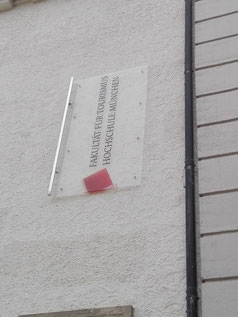 FAKULTÄT FÜR TOURISMUS
HOCHSCHULE MÜNCHEN